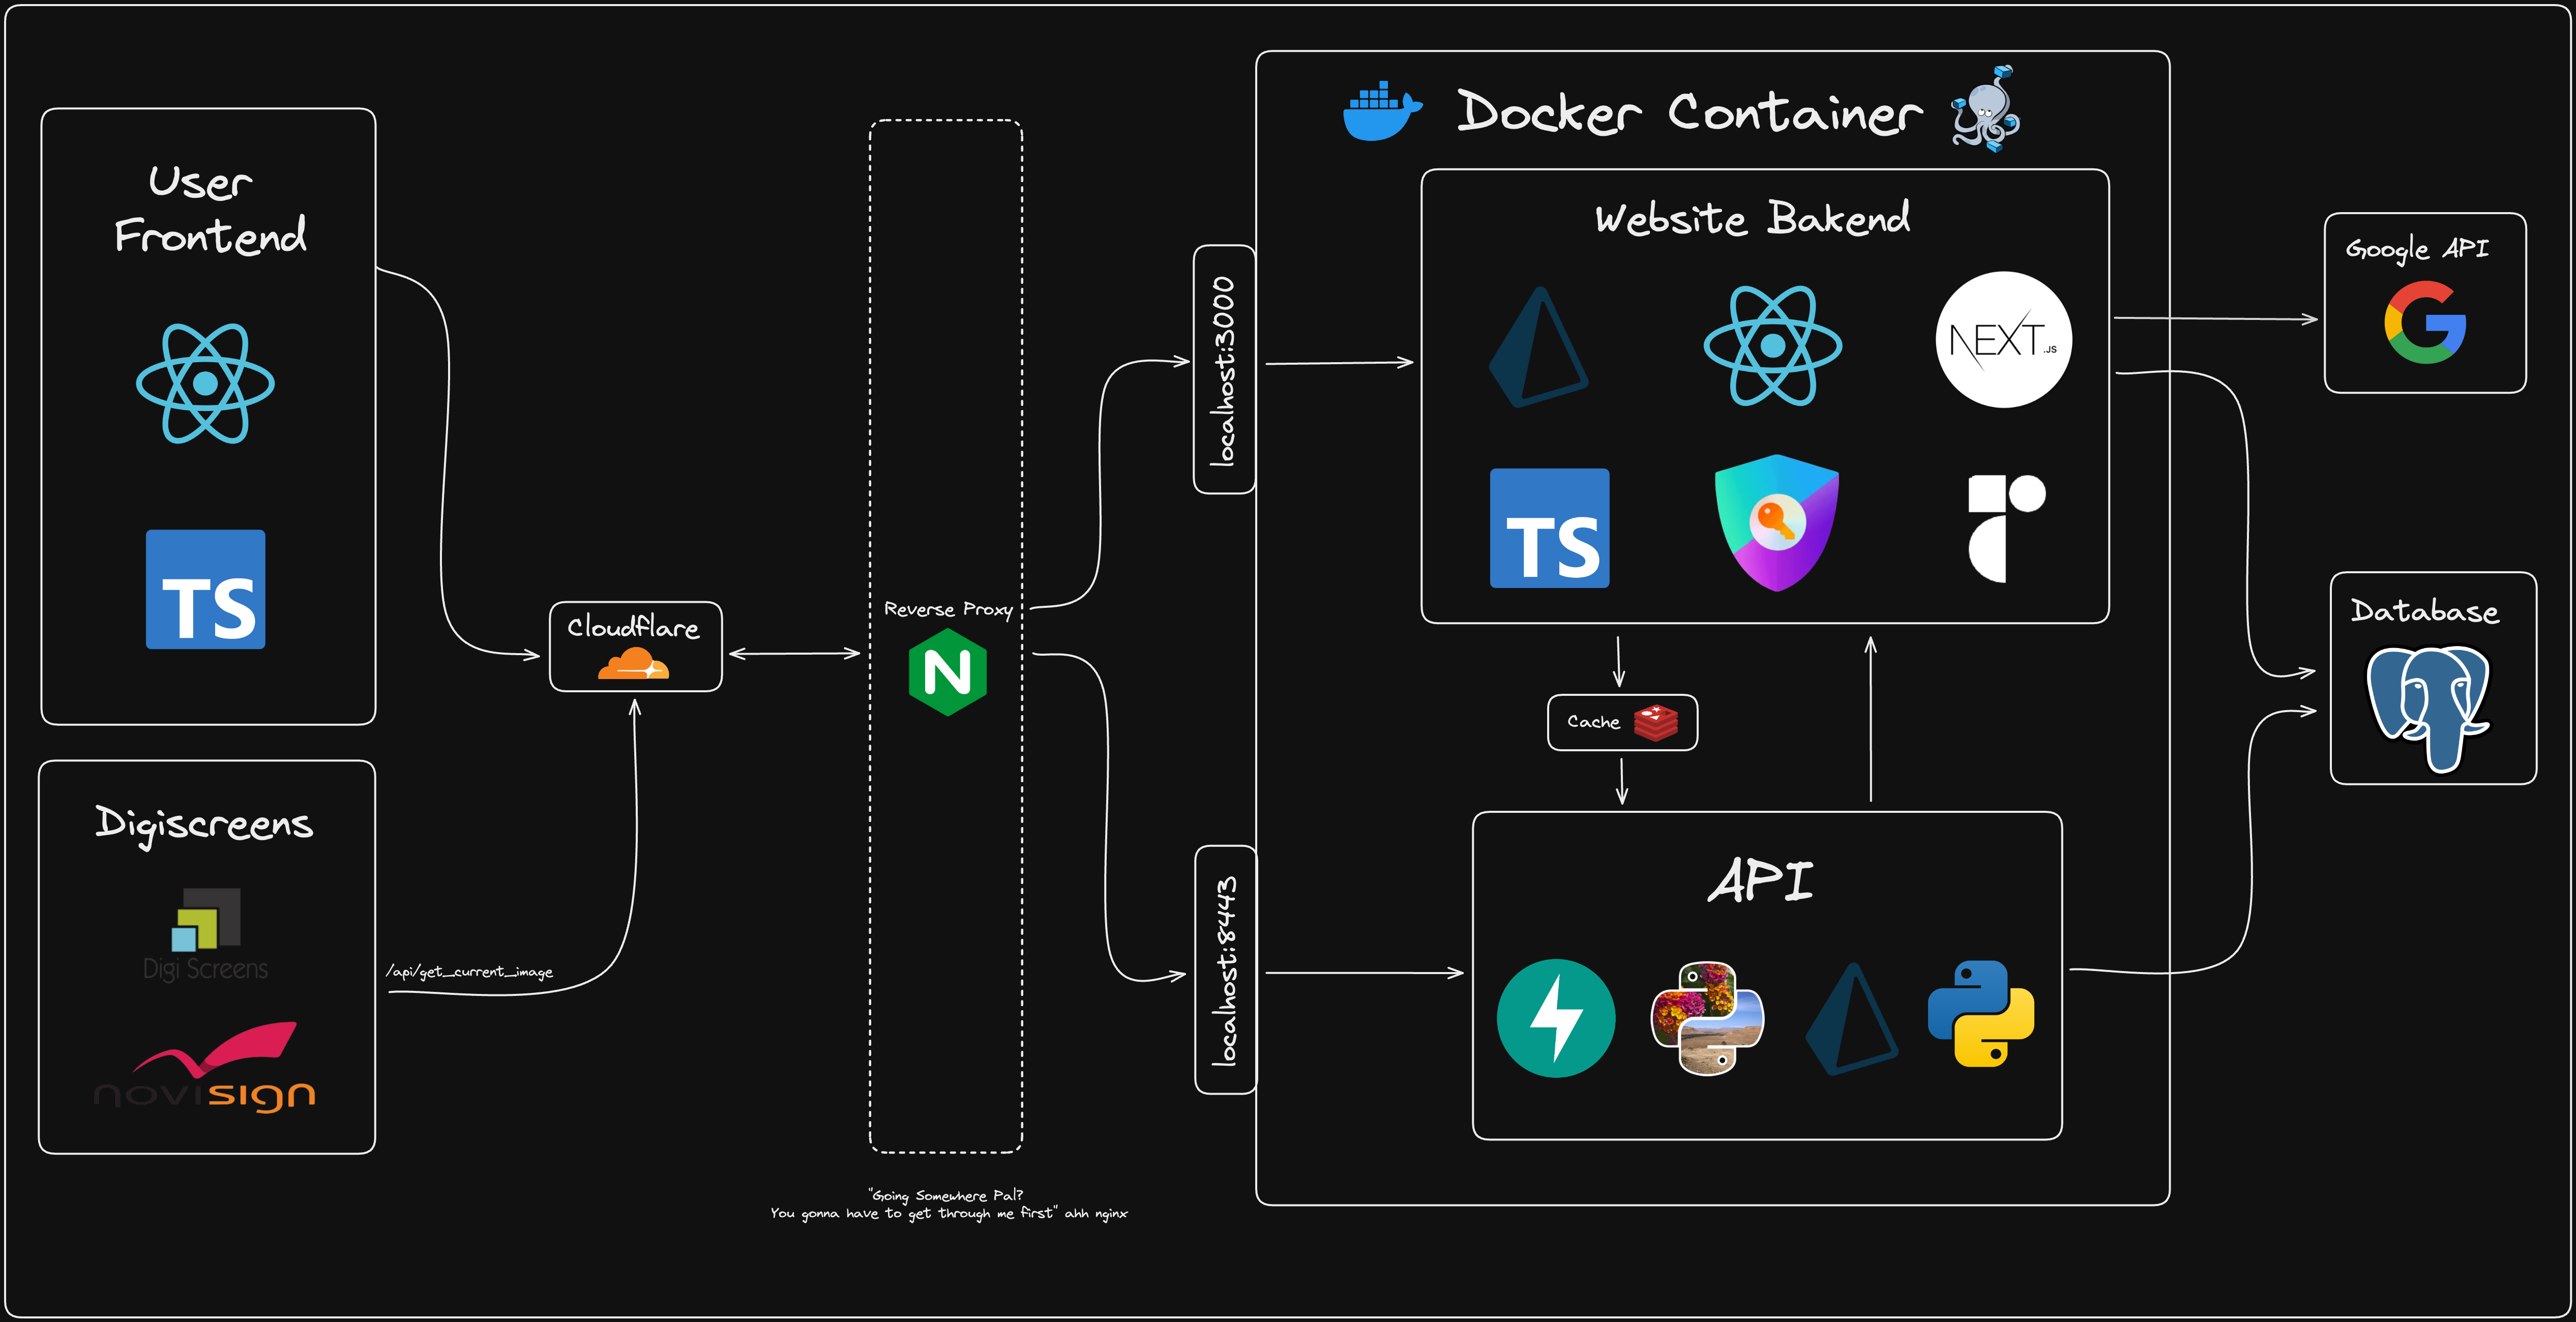 User
Frontend
TS
Digiscreens
Digi Screens
novisign
/api/get_current_image
Cloudflare
Reverse Proxy
N
"Going Somewhere Pal?
You gonna have to get through me first" ahh nginx
localhost:3000
localhost:8443
Docker Container
Website Bakend
NEXT.JS
TS
Cache
API
Google API
G
Database